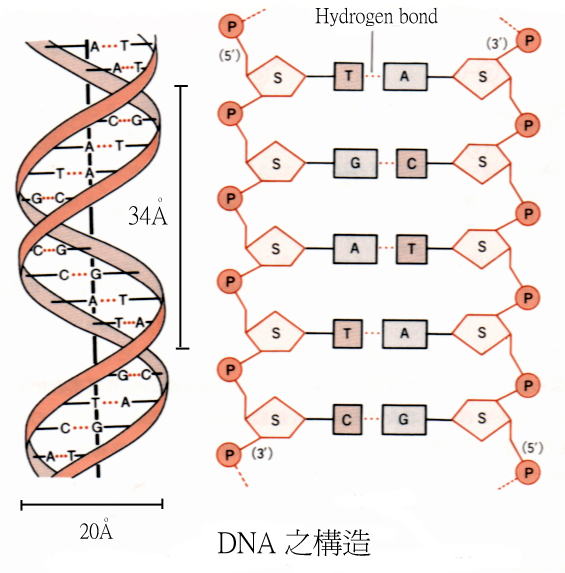 Hydrogen bond
A T
A T
C G
A T
T A
G C
C G
C G
A T
T A
G C
T A
C G
A T
34Å
20Å
P P
(5′) (3′)
S T A S
P P
S G C S
P P
S A T S
P P
S T A S
P P
S C G S
P (3′) (5′) P
DNA 之構造